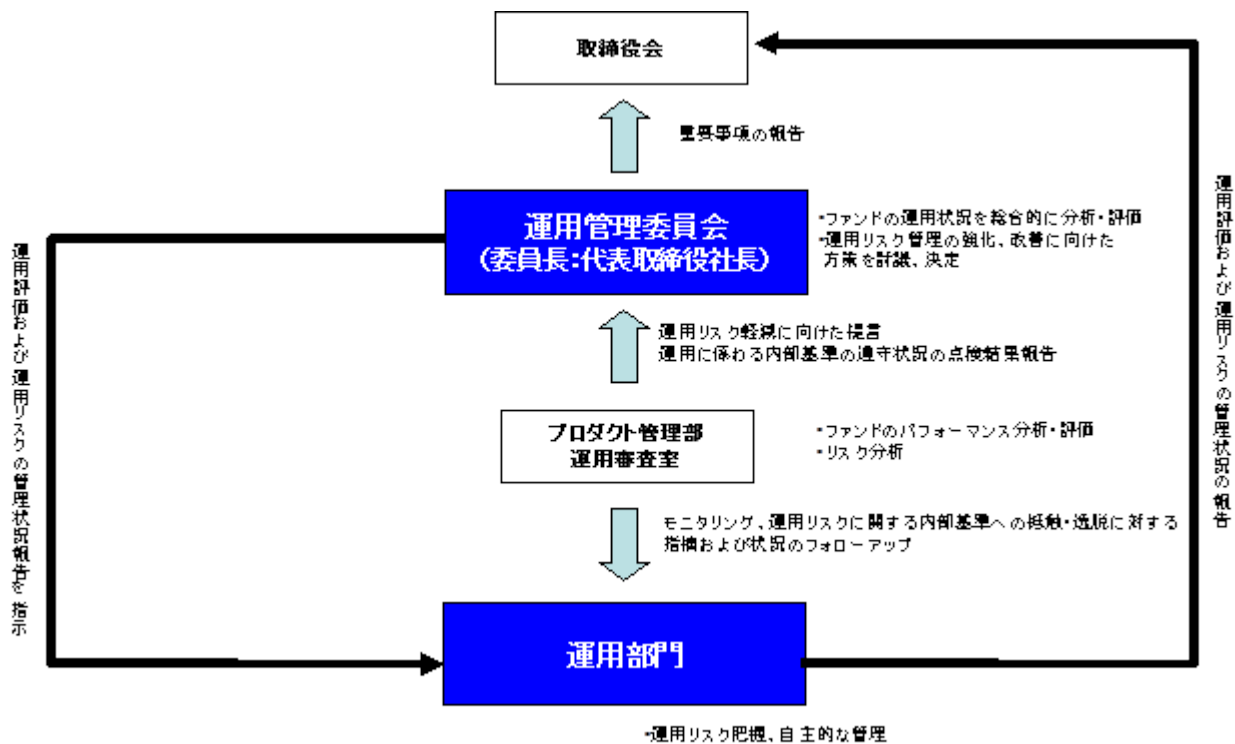 取締役会
重要事項の報告
運用管理委員会
(委員長:代表取締役社長)
・ファンドの運用状況を総合的に分析・評価
・運用リスク管理の強化、改善に向けた
方策を討議、決定
運用リスク軽減に向けた提言
運用に係わる内部基準の遵守状況の点検結果報告
プロダクト管理部
運用審査室
・ファンドのパフォーマンス分析・評価
・リスク分析
モニタリング、運用リスクに関する内部基準への抵触・逸脱に対する
指摘および状況のフォローアップ
運用部門
・運用リスク把握、自主的な管理
運用評価および運用リスクの管理状況報告を指示
運用評価および運用リスクの管理状況の報告